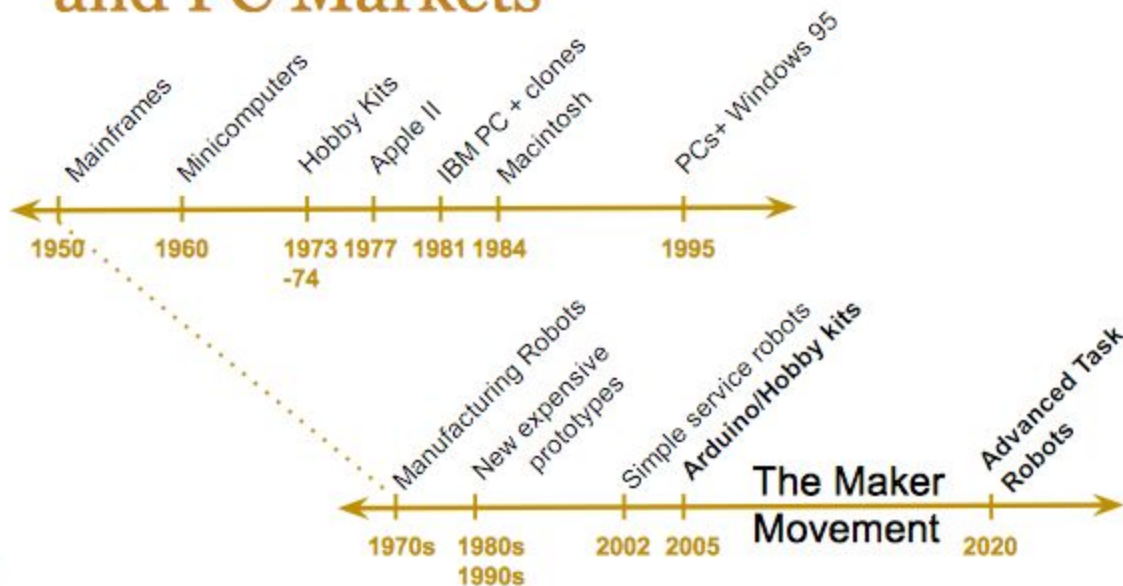 and PC Markets
Mainframes
Minicomputers
Hobby Kits
Apple II
IBM PC + clones
Macintosh
PCs+ Windows 95
1950
1960
1973
-74
1977
1981
1984
1995
Manufacturing Robots
New expensive
prototypes
Simple service robots
Arduino/Hobby kits
The Maker
Movement
Advanced Task
Robots
1970s
1980s
1990s
2002
2005
2020